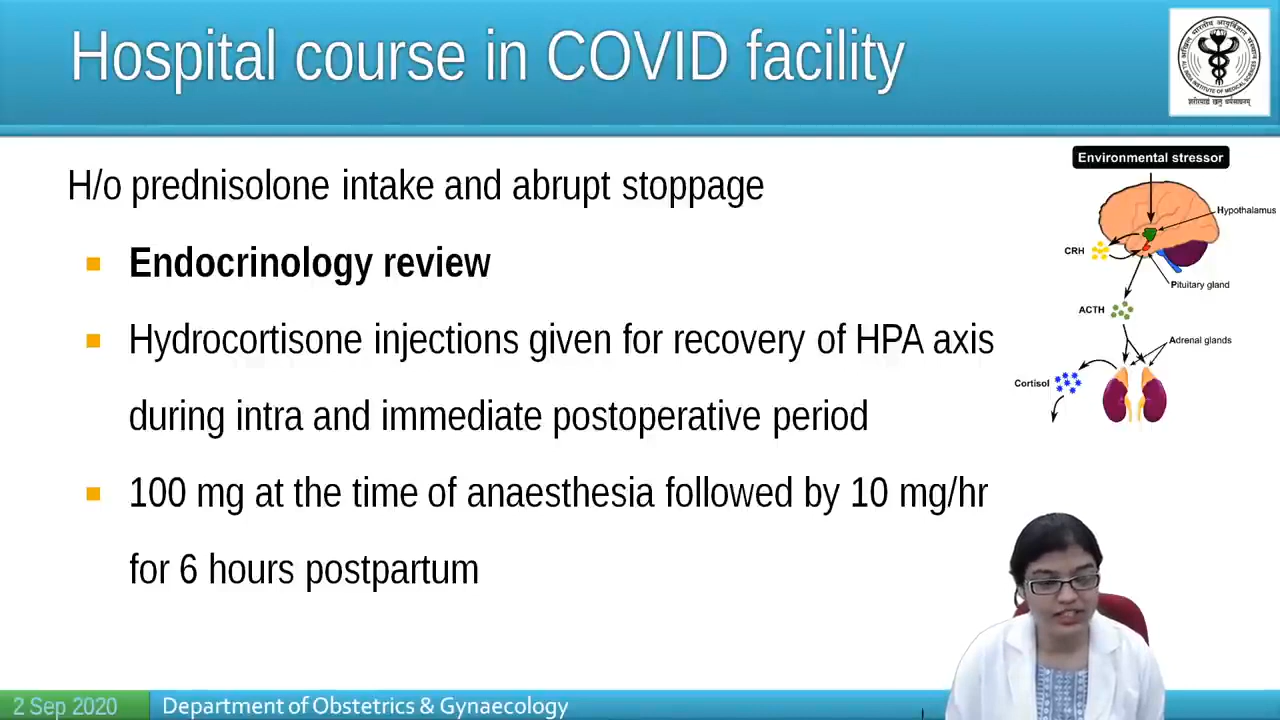 Hospital course in COVID facility
Environmental stressor
H/o prednisolone intake and abrupt stoppage
Hypothalamus
Endocrinology review
CRH
Pituitary gland
ACTH
Hydrocortisone injections given for recovery of HPA axis
Adrenal glands
Cortisol
during intra and immediate postoperative period
100 mg at the time of anaesthesia followed by 10 mg/hr
for 6 hours postpartum
2 Sep 2020
Department of Obstetrics & Gynaecology